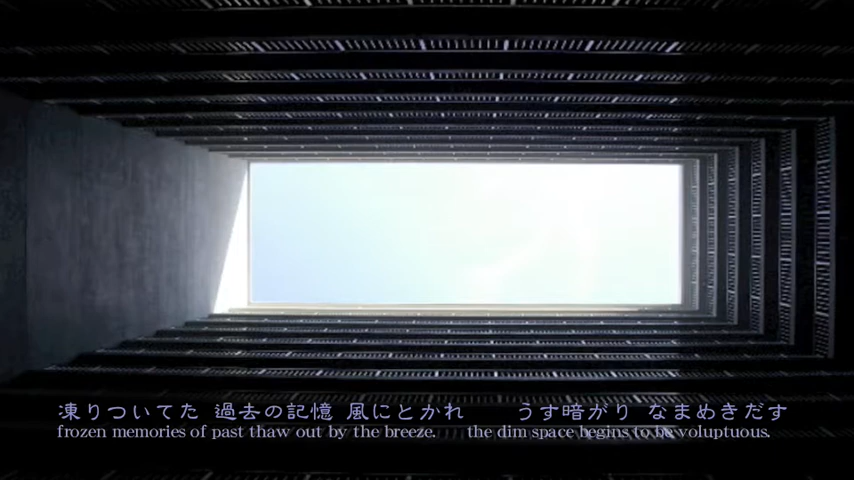 凍りついてた 過去の記憶 風にとかれ　　うす暗がり なまめきだす
frozen memories of past thaw out by the breeze.　　the dim space begins to be voluptuous.